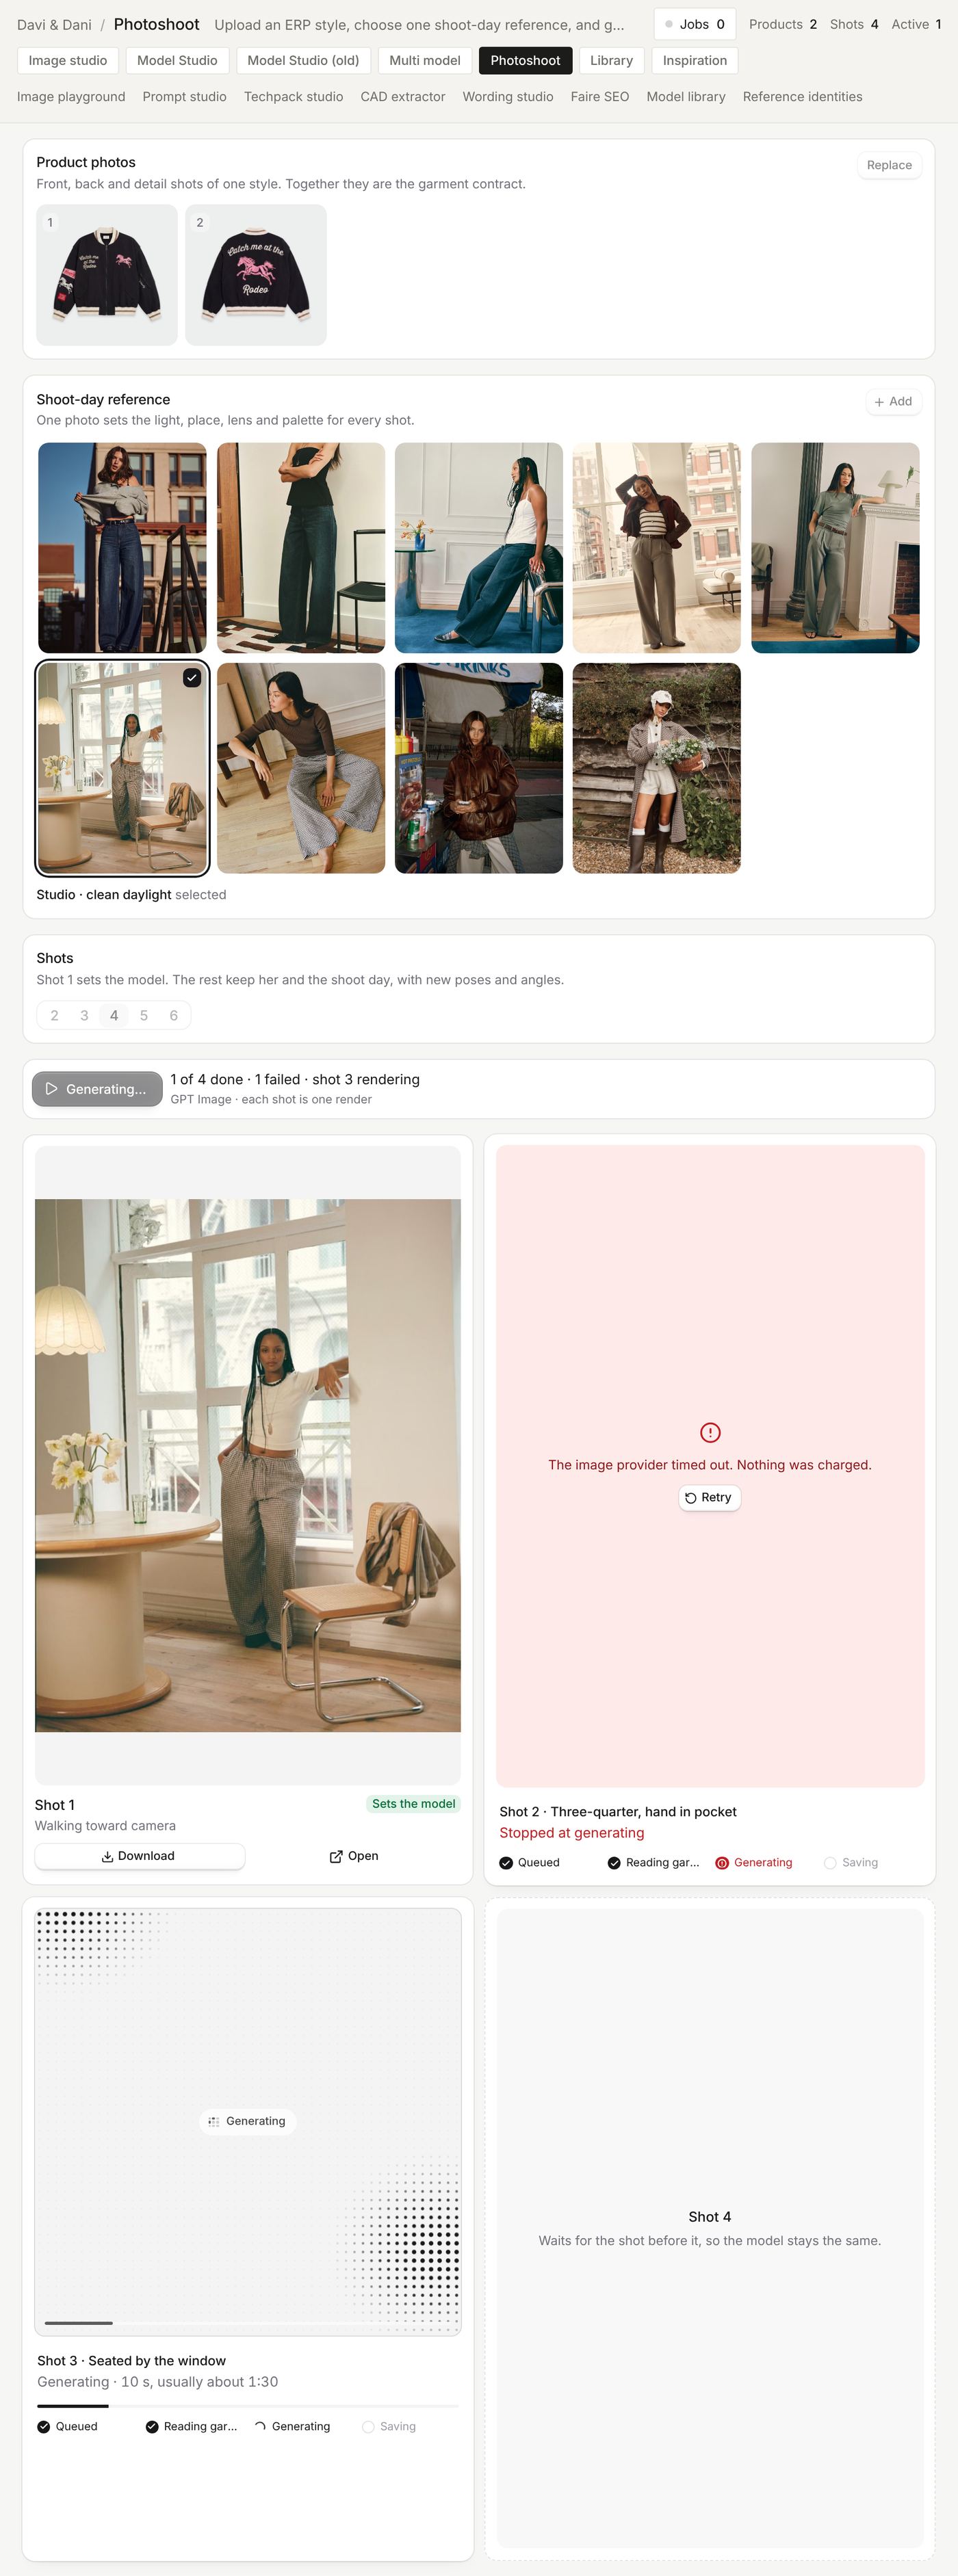 Davi & Dani / Photoshoot Upload an ERP style, choose one shoot-day reference, and g... Jobs 0 Products 2 Shots 4 Active 1
Image studio Model Studio Model Studio (old) Multi model Photoshoot Library Inspiration
Image playground Prompt studio Techpack studio CAD extractor Wording studio Faire SEO Model library Reference identities
Product photos
Replace
Front, back and detail shots of one style. Together they are the garment contract.
1
2
Catch me at the Rodeo
Catch me at the
Rodeo
Shoot-day reference
+ Add
One photo sets the light, place, lens and palette for every shot.
DRINKS
Studio · clean daylight selected
Shots
Shot 1 sets the model. The rest keep her and the shoot day, with new poses and angles.
2 3 4 5 6
Generating...
1 of 4 done · 1 failed · shot 3 rendering
GPT Image · each shot is one render
The image provider timed out. Nothing was charged.
Retry
Shot 1
Sets the model
Walking toward camera
Download Open
Shot 2 · Three-quarter, hand in pocket
Stopped at generating
Queued Reading gar... Generating Saving
Generating
Shot 3 · Seated by the window
Generating · 10 s, usually about 1:30
Queued Reading gar... Generating Saving
Shot 4
Waits for the shot before it, so the model stays the same.